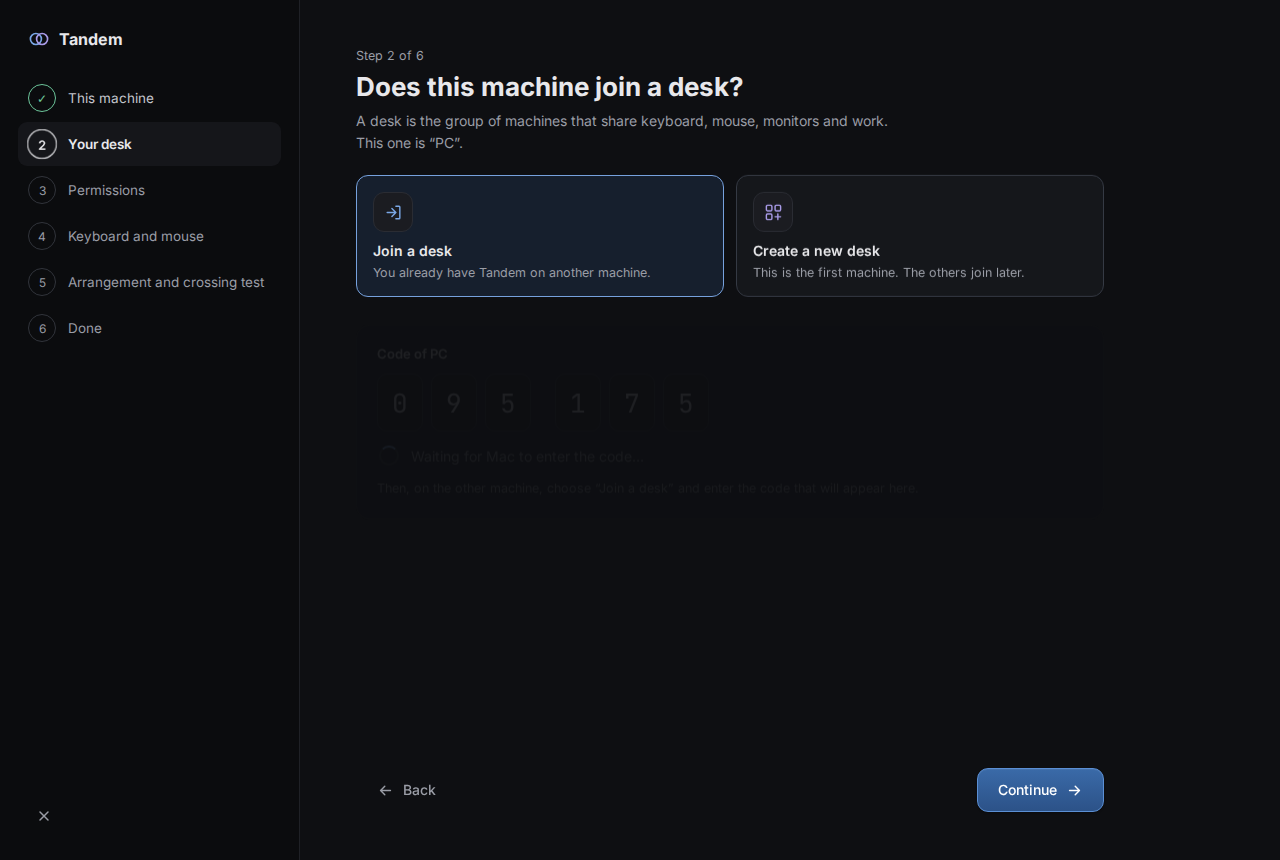 Tandem
✓ This machine
2 Your desk
3 Permissions
4 Keyboard and mouse
5 Arrangement and crossing test
6 Done
Step 2 of 6
Does this machine join a desk?
A desk is the group of machines that share keyboard, mouse, monitors and work.
This one is “PC”.
Join a desk
You already have Tandem on another machine.
Create a new desk
This is the first machine. The others join later.
Code of PC
0 9 5 1 7 5
Waiting for Mac to enter the code…
Then, on the other machine, choose “Join a desk” and enter the code that will appear here.
← Back
Continue →